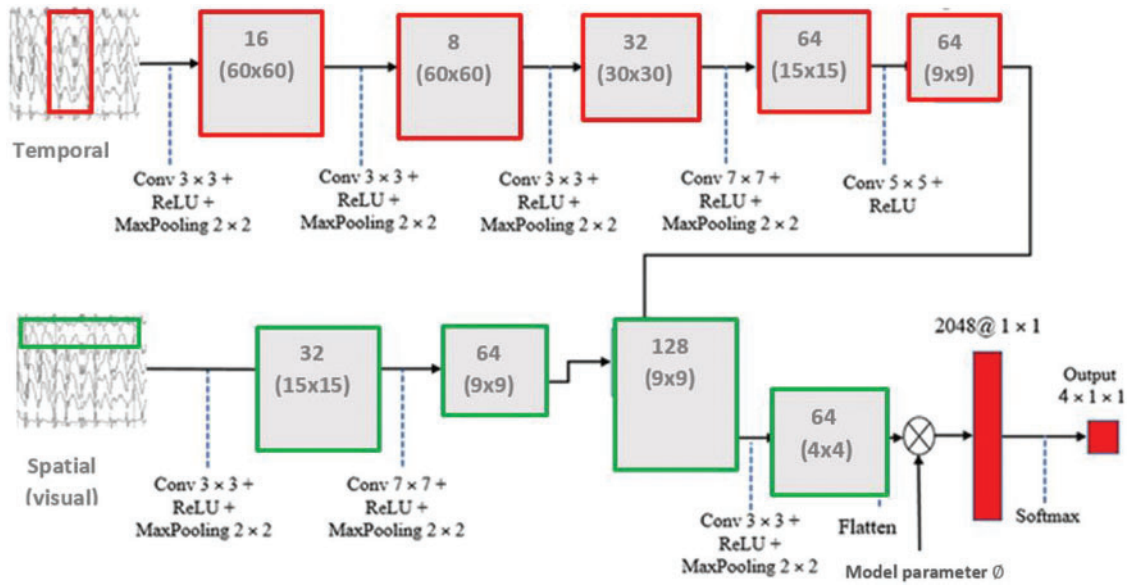 16
(60x60)
8
(60x60)
32
(30x30)
64
(15x15)
64
(9x9)
Temporal
Conv 3 × 3 +
ReLU +
MaxPooling 2 × 2
Conv 3 × 3 +
ReLU +
MaxPooling 2 × 2
Conv 3 × 3 +
ReLU +
MaxPooling 2 × 2
Conv 7 × 7 +
ReLU +
MaxPooling 2 × 2
Conv 5 × 5 +
ReLU
32
(15x15)
64
(9x9)
128
(9x9)
64
(4x4)
2048@ 1 × 1
Output
4 × 1 × 1
Spatial
(visual)
Conv 3 × 3 +
ReLU +
MaxPooling 2 × 2
Conv 7 × 7 +
ReLU +
MaxPooling 2 × 2
Conv 3 × 3 +
ReLU +
MaxPooling 2 × 2
Flatten
Softmax
Model parameter Ø